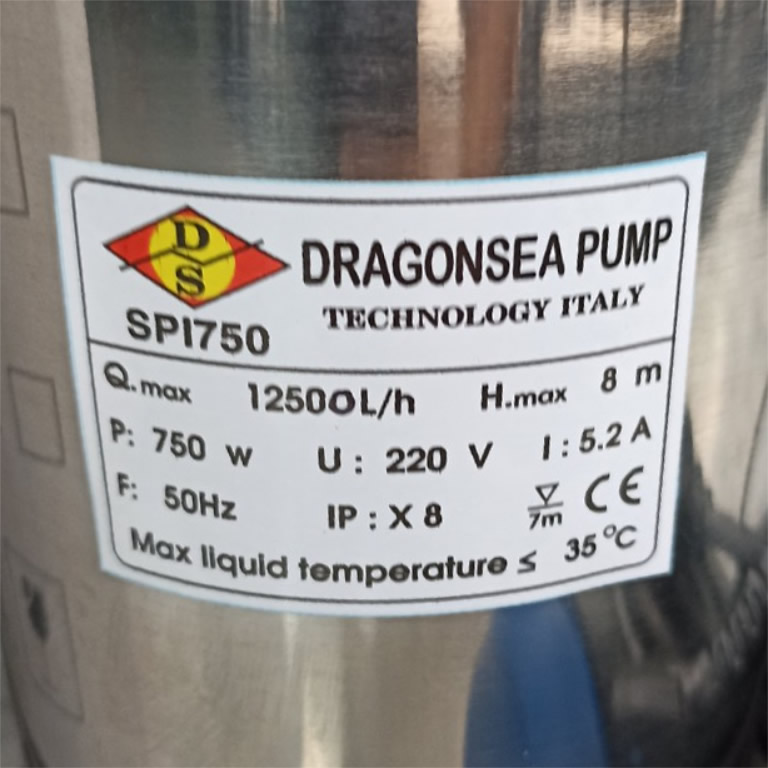 D
S
DRAGONSEA PUMP
TECHNOLOGY ITALY
SPI750
Q.max 12500L/h H.max 8 m
P: 750 w U : 220 V I : 5.2 A
F: 50Hz IP : X 8 7m CE
Max liquid temperature ≤ 35 °C